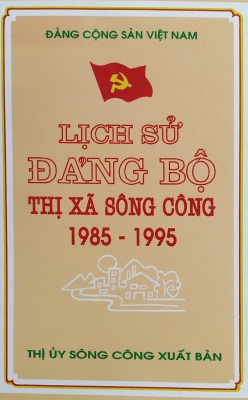 ĐẢNG CỘNG SẢN VIỆT NAM
LỊCH SỬ
ĐẢNG BỘ
THỊ XÃ SÔNG CÔNG
1985 - 1995
THỊ ỦY SÔNG CÔNG XUẤT BẢN